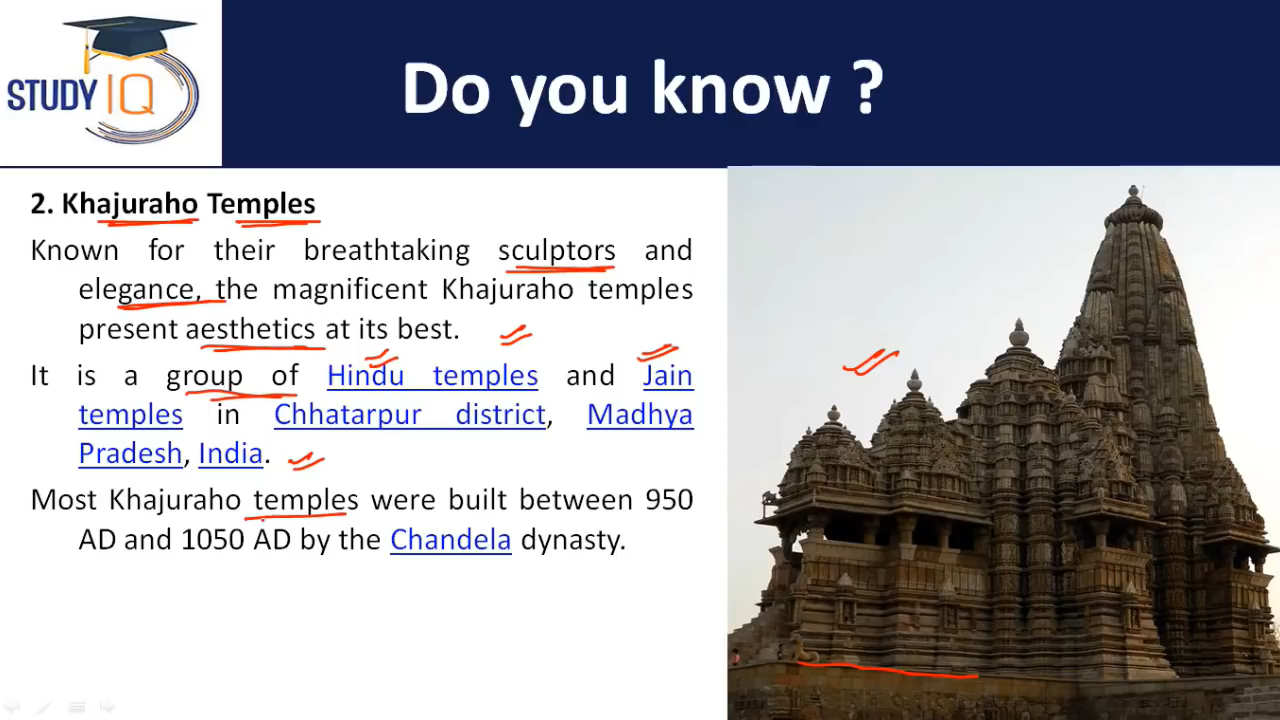 STUDY IQ
Do you know ?
2. Khajuraho Temples
Known for their breathtaking sculptors and
elegance, the magnificent Khajuraho temples
present aesthetics at its best.
It is a group of Hindu temples and Jain
temples in Chhatarpur district, Madhya
Pradesh, India.
Most Khajuraho temples were built between 950
AD and 1050 AD by the Chandela dynasty.